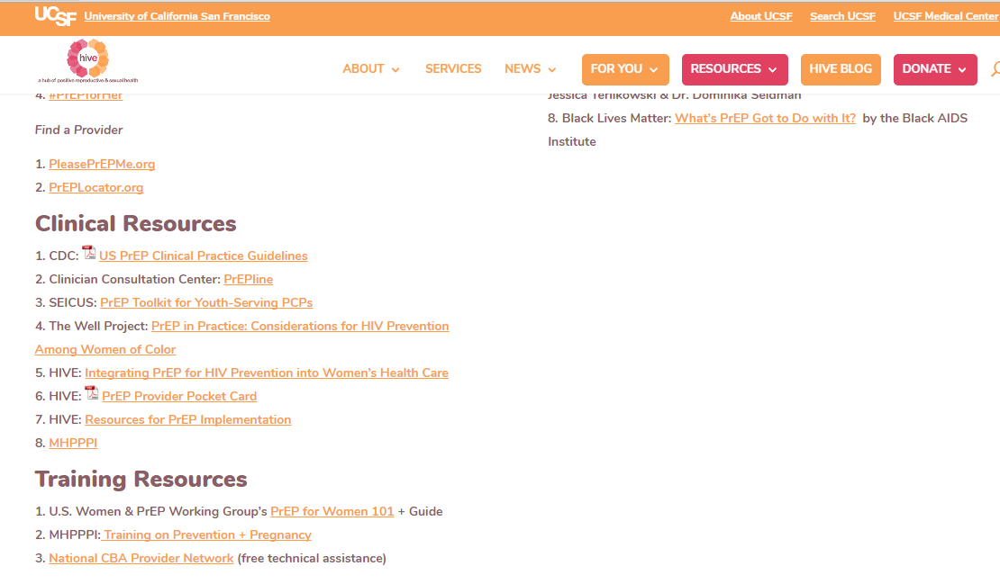 UCSF University of California San Francisco About UCSF Search UCSF UCSF Medical Center
hive
a hub of positive reproductive & sexual health
ABOUT SERVICES NEWS FOR YOU RESOURCES HIVE BLOG DONATE
4. #PrEPforHer
Find a Provider
1. PleasePrEPMe.org
2. PrEPLocator.org
Clinical Resources
1. CDC: US PrEP Clinical Practice Guidelines
2. Clinician Consultation Center: PrEPline
3. SEICUS: PrEP Toolkit for Youth-Serving PCPs
4. The Well Project: PrEP in Practice: Considerations for HIV Prevention
Among Women of Color
5. HIVE: Integrating PrEP for HIV Prevention into Women's Health Care
6. HIVE: PrEP Provider Pocket Card
7. HIVE: Resources for PrEP Implementation
8. MHPPPI
Training Resources
1. U.S. Women & PrEP Working Group's PrEP for Women 101 + Guide
2. MHPPPI: Training on Prevention + Pregnancy
3. National CBA Provider Network (free technical assistance)
Jessica Terlikowski & Dr. Dominika Seidman
8. Black Lives Matter: What's PrEP Got to Do with It? by the Black AIDS
Institute